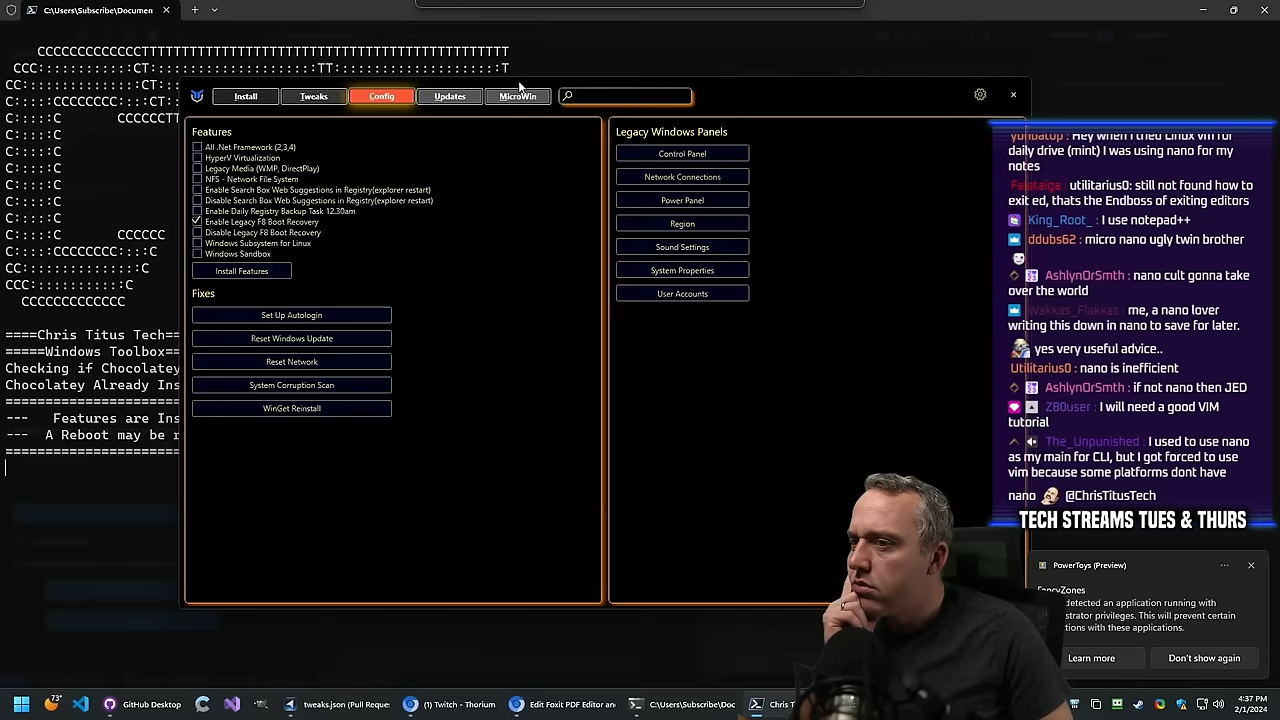 C:\Users\Subscribe\Documen
CCCCCCCCCCCCCTTTTTTTTTTTTTTTTTTTTTTTTTTTTTTTTTTTTTTTTTTTTTTTT
Install
Tweaks
Config
Updates
MicroWin
Features
All .Net Framework (2,3,4)
HyperV Virtualization
Legacy Media (WMP, DirectPlay)
NFS - Network File System
Enable Search Box Web Suggestions in Registry(explorer restart)
Disable Search Box Web Suggestions in Registry(explorer restart)
Enable Daily Registry Backup Task 12.30am
Enable Legacy F8 Boot Recovery
Disable Legacy F8 Boot Recovery
Windows Subsystem for Linux
Windows Sandbox
Install Features
Fixes
Set Up Autologin
Reset Windows Update
Reset Network
System Corruption Scan
WinGet Reinstall
Legacy Windows Panels
Control Panel
Network Connections
Power Panel
Region
Sound Settings
System Properties
User Accounts
====Chris Titus Tech==
=====Windows Toolbox==
Checking if Chocolatey
Chocolatey Already Ins
--- Features are Ins
--- A Reboot may be r
Hey when I tried Linux vim for
daily drive (mint) I was using nano for my
notes
utilitarius0: still not found how to
exit ed, thats the Endboss of exiting editors
King_Root_ : I use notepad++
ddubs62 : micro nano ugly twin brother
AshlynOrSmth : nano cult gonna take
over the world
Wakkas_Flakkas : me, a nano lover
writing this down in nano to save for later.
yes very useful advice..
Utilitarius0 : nano is inefficient
AshlynOrSmth : if not nano then JED
Z80user : I will need a good VIM
tutorial
The_Unpunished : I used to use nano
as my main for CLI, but I got forced to use
vim because some platforms dont have
nano @ChrisTitusTech
TECH STREAMS TUES & THURS
PowerToys (Preview)
FancyZones
detected an application running with
strator privileges. This will prevent certain
tions with these applications.
Learn more
Don't show again
73°
GitHub Desktop
tweaks.json (Pull Reque
(1) Twitch - Thorium
Edit Foxit PDF Editor an
C:\Users\Subscribe\Doc
Chris T
4:37 PM
2/1/2024